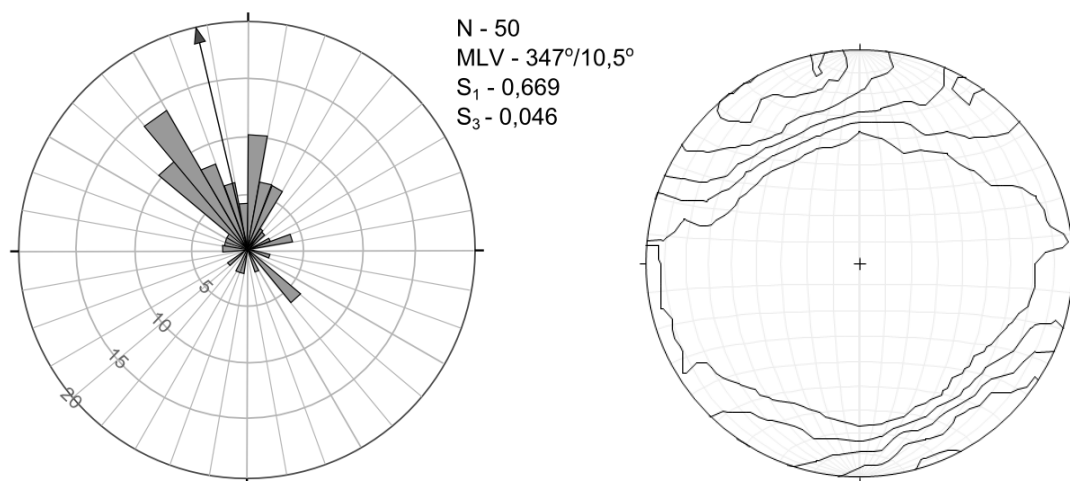 N - 50
MLV - 347º/10,5º
S₁ - 0,669
S₃ - 0,046
5
10
15
20